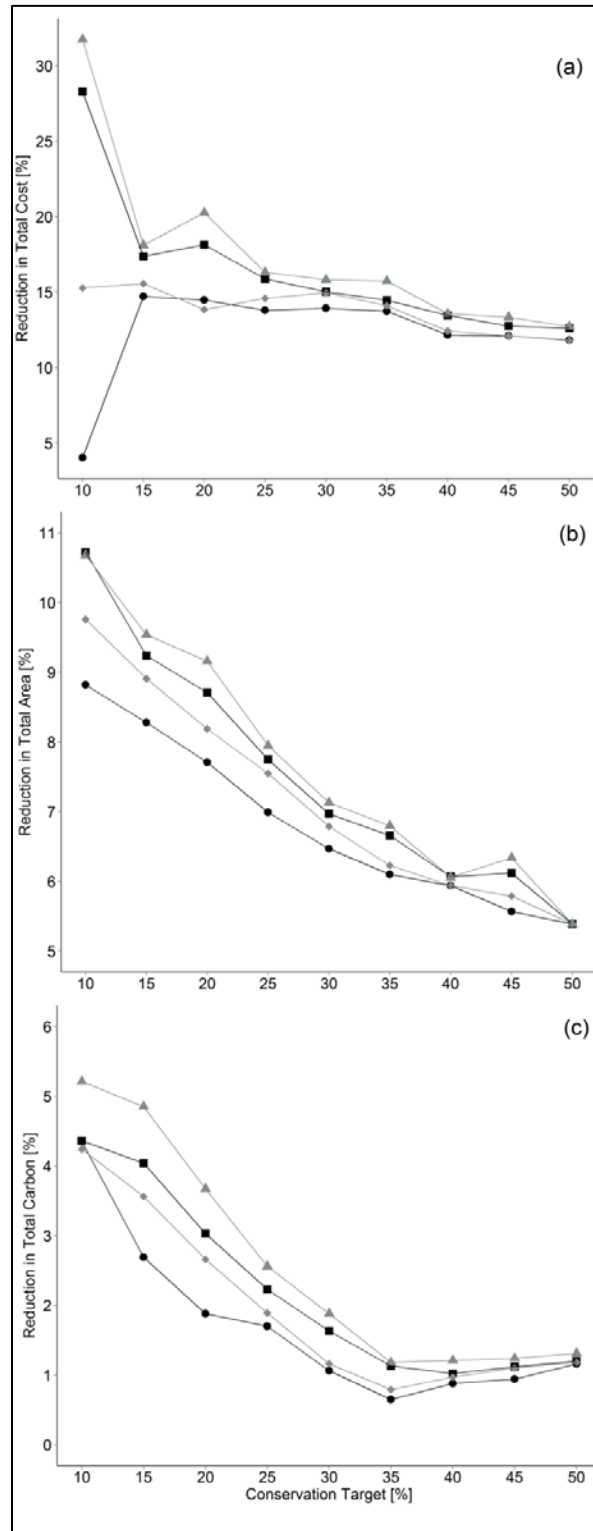 (a)
Reduction in Total Cost [%]
30
25
20
15
10
5
10 15 20 25 30 35 40 45 50
(b)
Reduction in Total Area [%]
11
10
9
8
7
6
5
10 15 20 25 30 35 40 45 50
(c)
Reduction in Total Carbon [%]
6
5
4
3
2
1
0
10 15 20 25 30 35 40 45 50
Conservation Target [%]